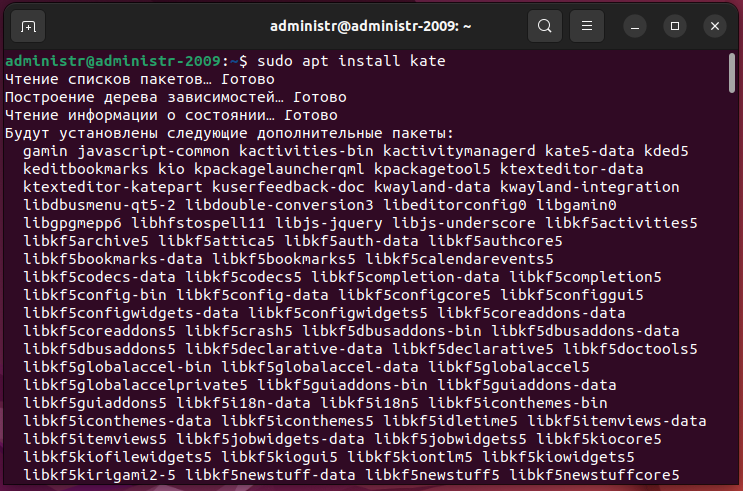 administr@administr-2009: ~
administr@administr-2009:~$ sudo apt install kate
Чтение списков пакетов… Готово
Построение дерева зависимостей… Готово
Чтение информации о состоянии… Готово
Будут установлены следующие дополнительные пакеты:
gamin javascript-common kactivities-bin kactivitymanagerd kate5-data kded5
keditbookmarks kio kpackagelauncherqml kpackagetool5 ktexteditor-data
ktexteditor-katepart kuserfeedback-doc kwayland-data kwayland-integration
libdbusmenu-qt5-2 libdouble-conversion3 libeditorconfig0 libgamin0
libgpgmepp6 libhfstospell11 libjs-jquery libjs-underscore libkf5activities5
libkf5archive5 libkf5attica5 libkf5auth-data libkf5authcore5
libkf5bookmarks-data libkf5bookmarks5 libkf5calendarevents5
libkf5codecs-data libkf5codecs5 libkf5completion-data libkf5completion5
libkf5config-bin libkf5config-data libkf5configcore5 libkf5configgui5
libkf5configwidgets-data libkf5configwidgets5 libkf5coreaddons-data
libkf5coreaddons5 libkf5crash5 libkf5dbusaddons-bin libkf5dbusaddons-data
libkf5dbusaddons5 libkf5declarative-data libkf5declarative5 libkf5doctools5
libkf5globalaccel-bin libkf5globalaccel-data libkf5globalaccel5
libkf5globalaccelprivate5 libkf5guiaddons-bin libkf5guiaddons-data
libkf5guiaddons5 libkf5i18n-data libkf5i18n5 libkf5iconthemes-bin
libkf5iconthemes-data libkf5iconthemes5 libkf5idletime5 libkf5itemviews-data
libkf5itemviews5 libkf5jobwidgets-data libkf5jobwidgets5 libkf5kiocore5
libkf5kiofilewidgets5 libkf5kiogui5 libkf5kiontlm5 libkf5kiowidgets5
libkf5kirigami2-5 libkf5newstuff-data libkf5newstuff5 libkf5newstuffcore5